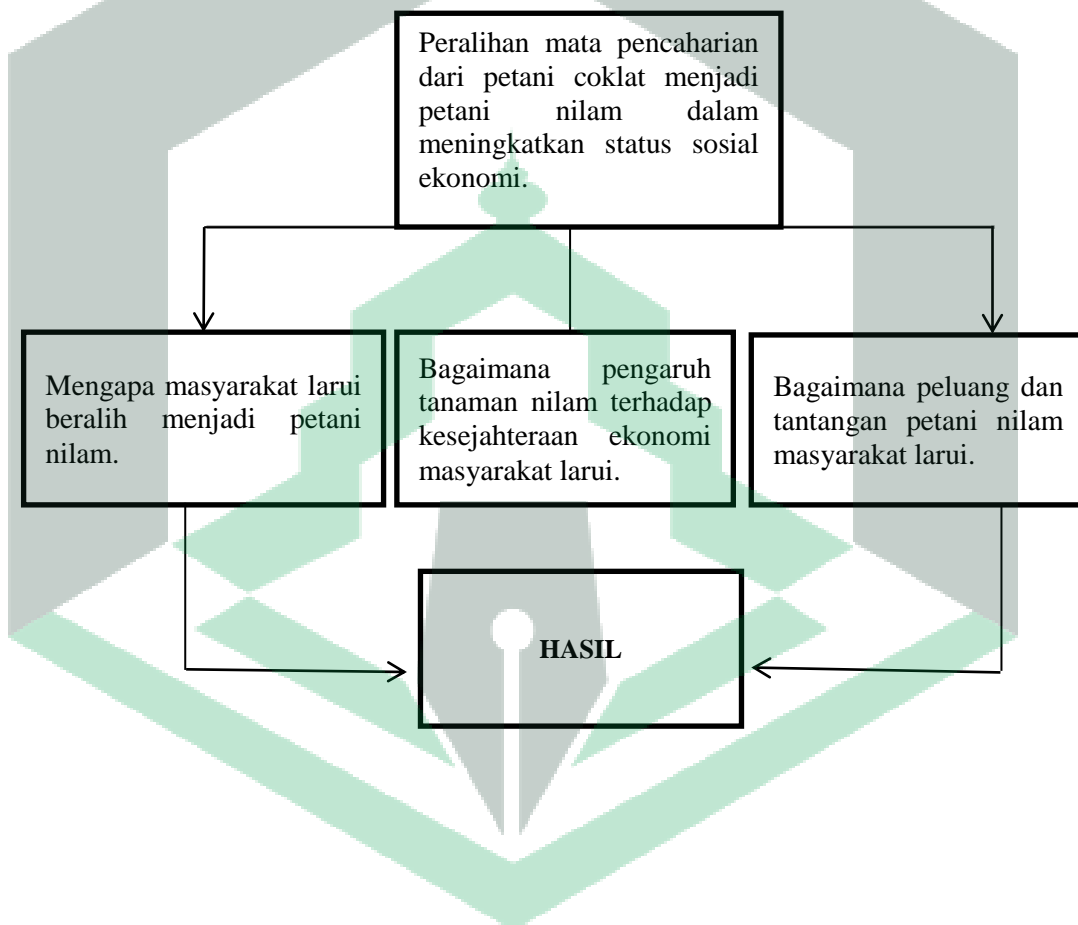 Peralihan mata pencaharian
dari petani coklat menjadi
petani nilam dalam
meningkatkan status sosial
ekonomi.
Mengapa masyarakat larui
beralih menjadi petani
nilam.
Bagaimana pengaruh
tanaman nilam terhadap
kesejahteraan ekonomi
masyarakat larui.
Bagaimana peluang dan
tantangan petani nilam
masyarakat larui.
HASIL